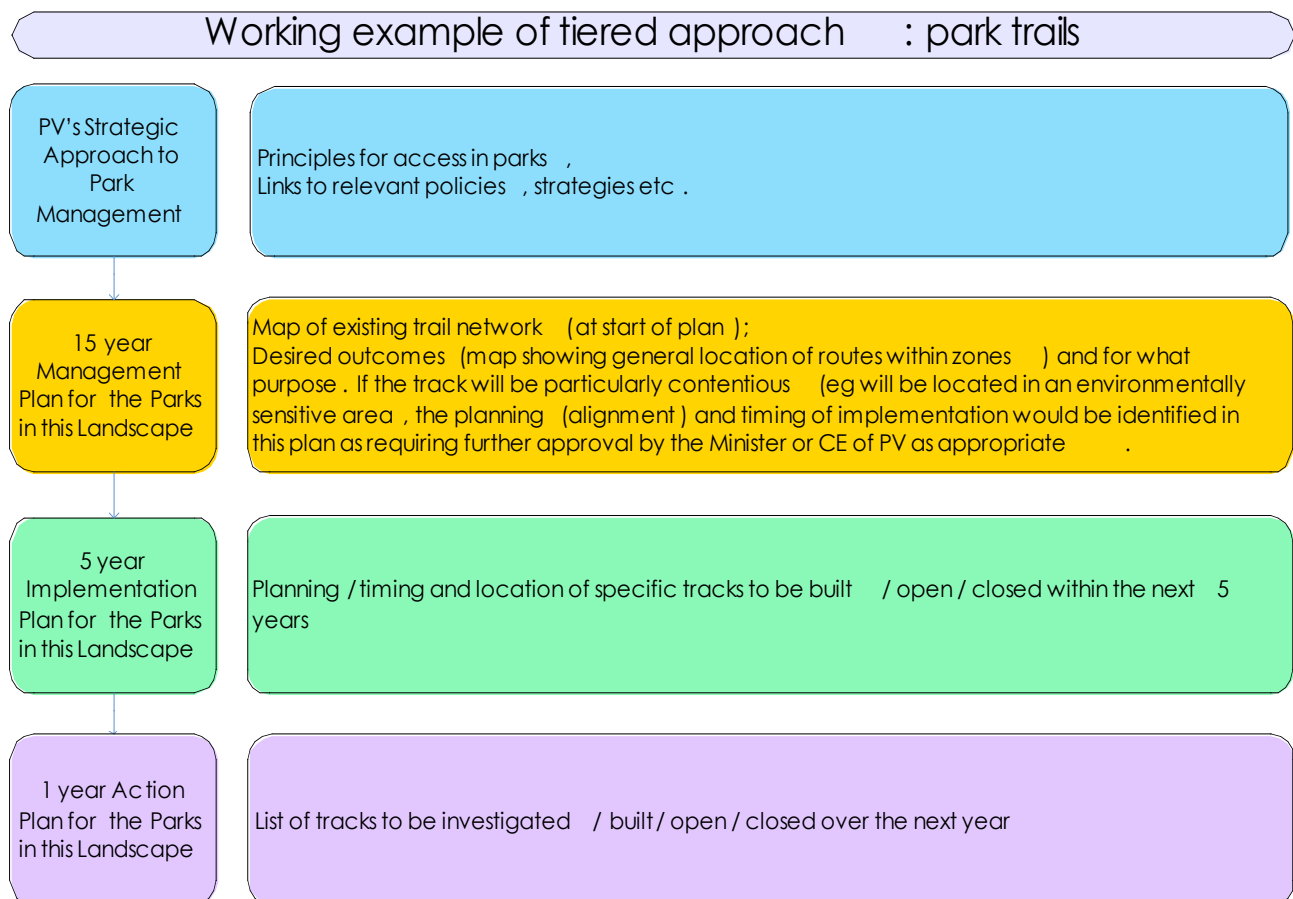 Working example of tiered approach : park trails
PV's Strategic
Approach to
Park
Management
Principles for access in parks ,
Links to relevant policies , strategies etc .
15 year
Management
Plan for the Parks
in this Landscape
Map of existing trail network (at start of plan );
Desired outcomes (map showing general location of routes within zones ) and for what
purpose . If the track will be particularly contentious (eg will be located in an environmentally
sensitive area , the planning (alignment ) and timing of implementation would be identified in
this plan as requiring further approval by the Minister or CE of PV as appropriate .
5 year
Implementation
Plan for the Parks
in this Landscape
Planning / timing and location of specific tracks to be built / open / closed within the next 5
years
1 year Action
Plan for the Parks
in this Landscape
List of tracks to be investigated / built / open / closed over the next year